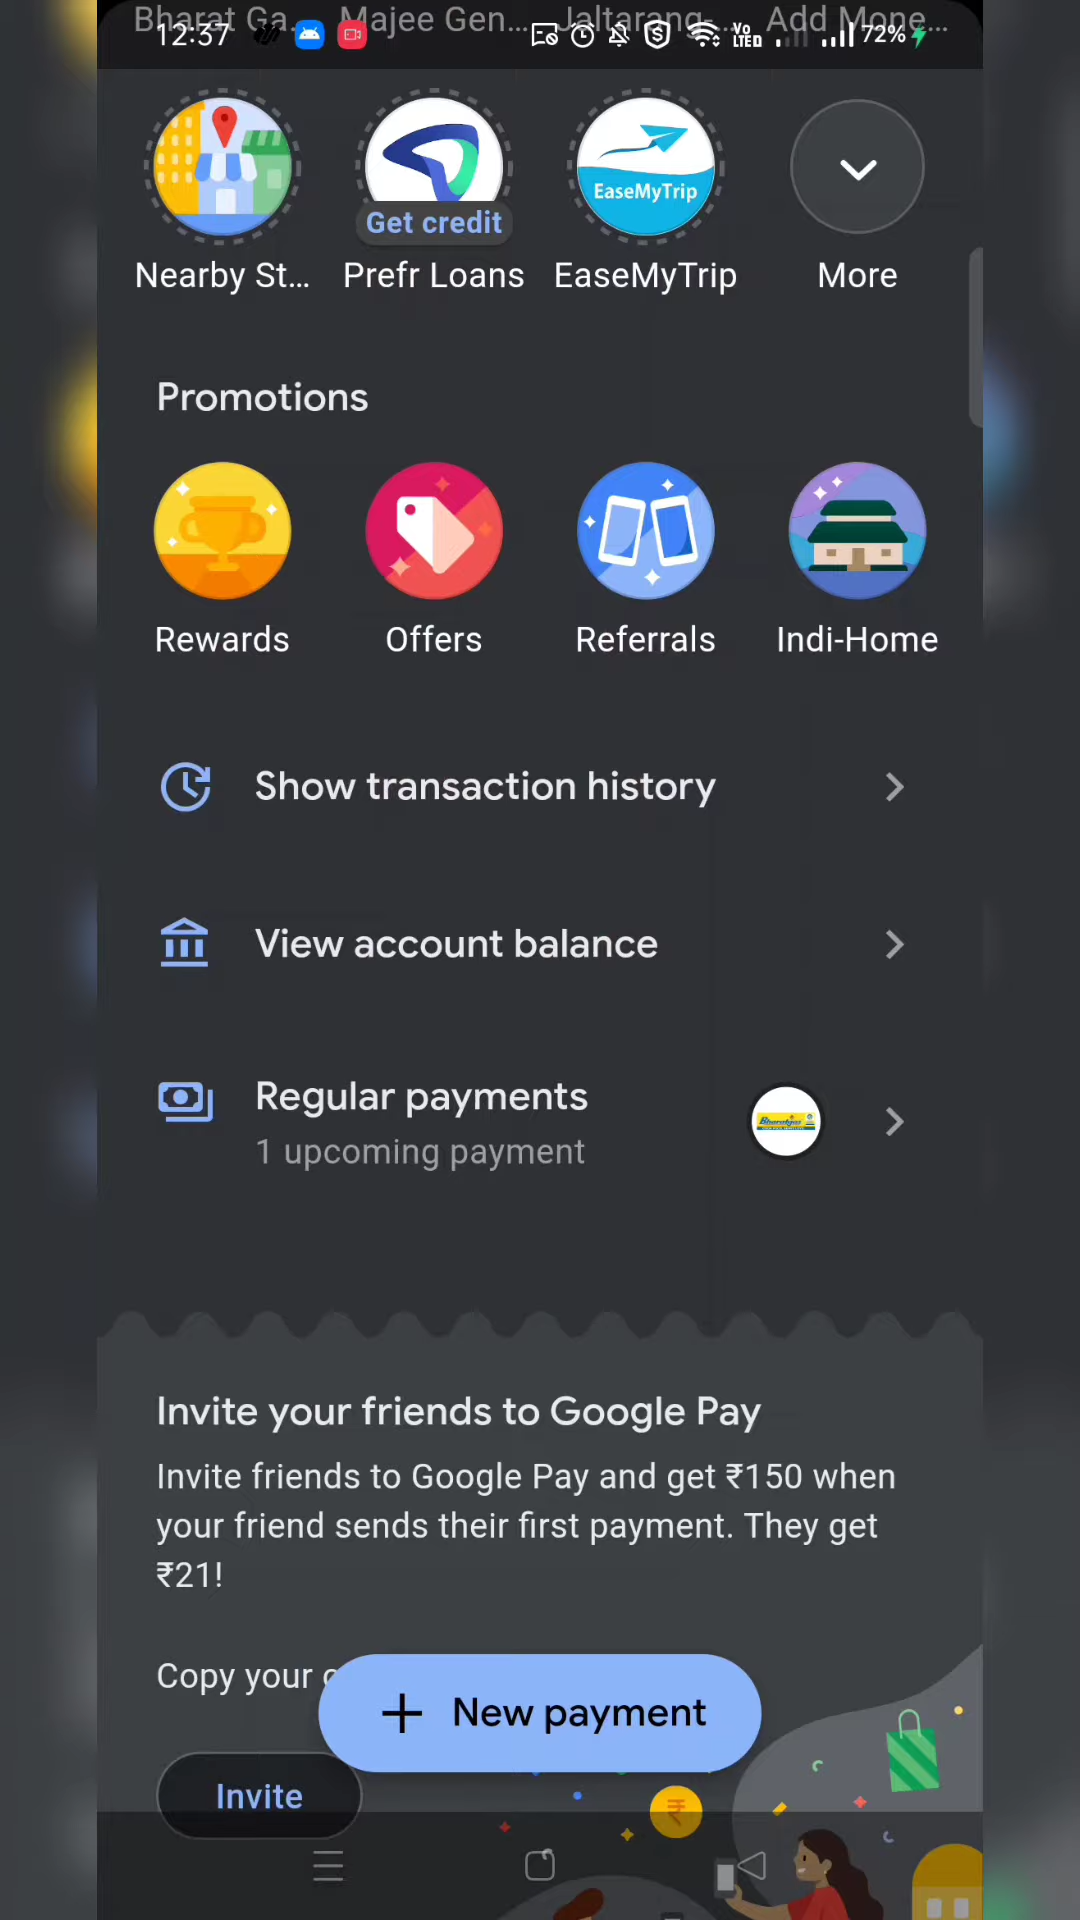 Bharat Ga... Majee Gen... Jaltarang-... Add Mone...
12:37 Vo LTED 72%
EaseMyTrip
Get credit
Nearby St... Prefr Loans EaseMyTrip More
Promotions
Rewards Offers Referrals Indi-Home
Show transaction history
View account balance
Regular payments
1 upcoming payment
Bharatgas
Invite your friends to Google Pay
Invite friends to Google Pay and get ₹150 when
your friend sends their first payment. They get
₹21!
Copy your c
+ New payment
Invite
₹